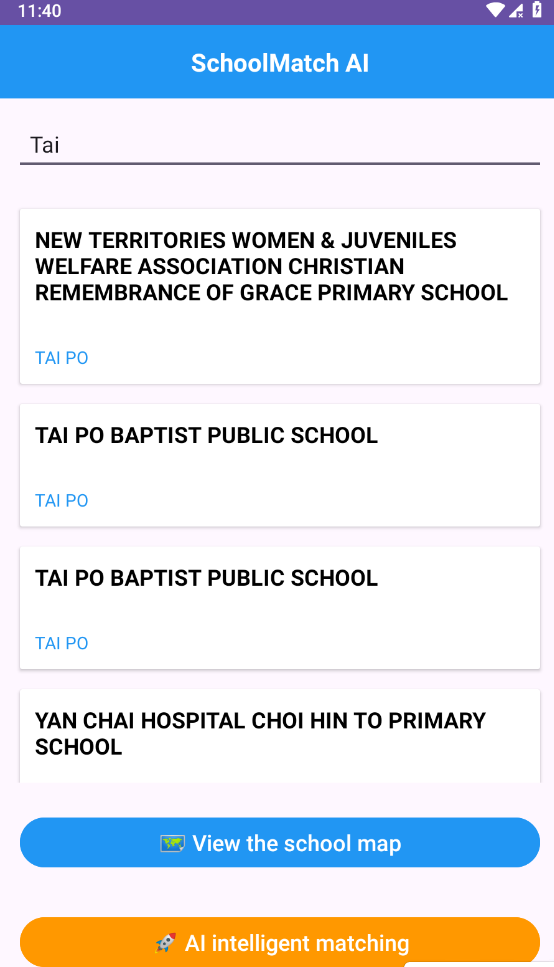 11:40
SchoolMatch AI
Tai
NEW TERRITORIES WOMEN & JUVENILES
WELFARE ASSOCIATION CHRISTIAN
REMEMBRANCE OF GRACE PRIMARY SCHOOL
TAI PO
TAI PO BAPTIST PUBLIC SCHOOL
TAI PO
TAI PO BAPTIST PUBLIC SCHOOL
TAI PO
YAN CHAI HOSPITAL CHOI HIN TO PRIMARY
SCHOOL
🗺️ View the school map
🚀 AI intelligent matching